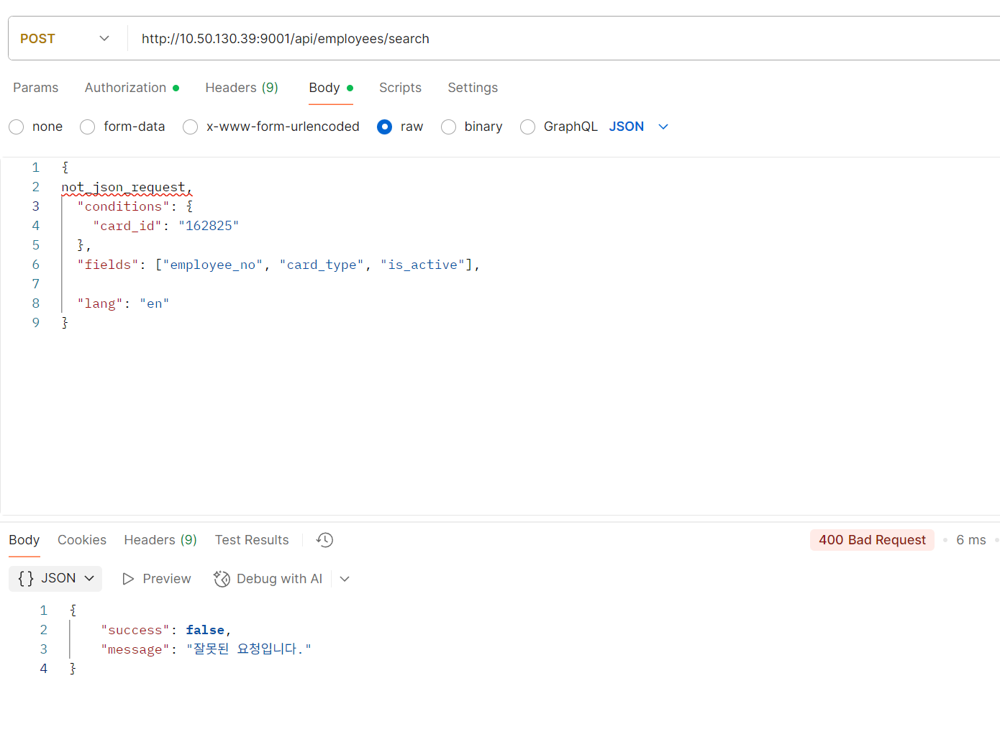 POST http://10.50.130.39:9001/api/employees/search
Params Authorization Headers (9) Body Scripts Settings
none form-data x-www-form-urlencoded raw binary GraphQL JSON
1 {
2 not_json_request,
3 "conditions": {
4 "card_id": "162825"
5 },
6 "fields": ["employee_no", "card_type", "is_active"],
7
8 "lang": "en"
9 }
Body Cookies Headers (9) Test Results 400 Bad Request 6 ms
{} JSON Preview Debug with AI
1 {
2 "success": false,
3 "message": "잘못된 요청입니다."
4 }